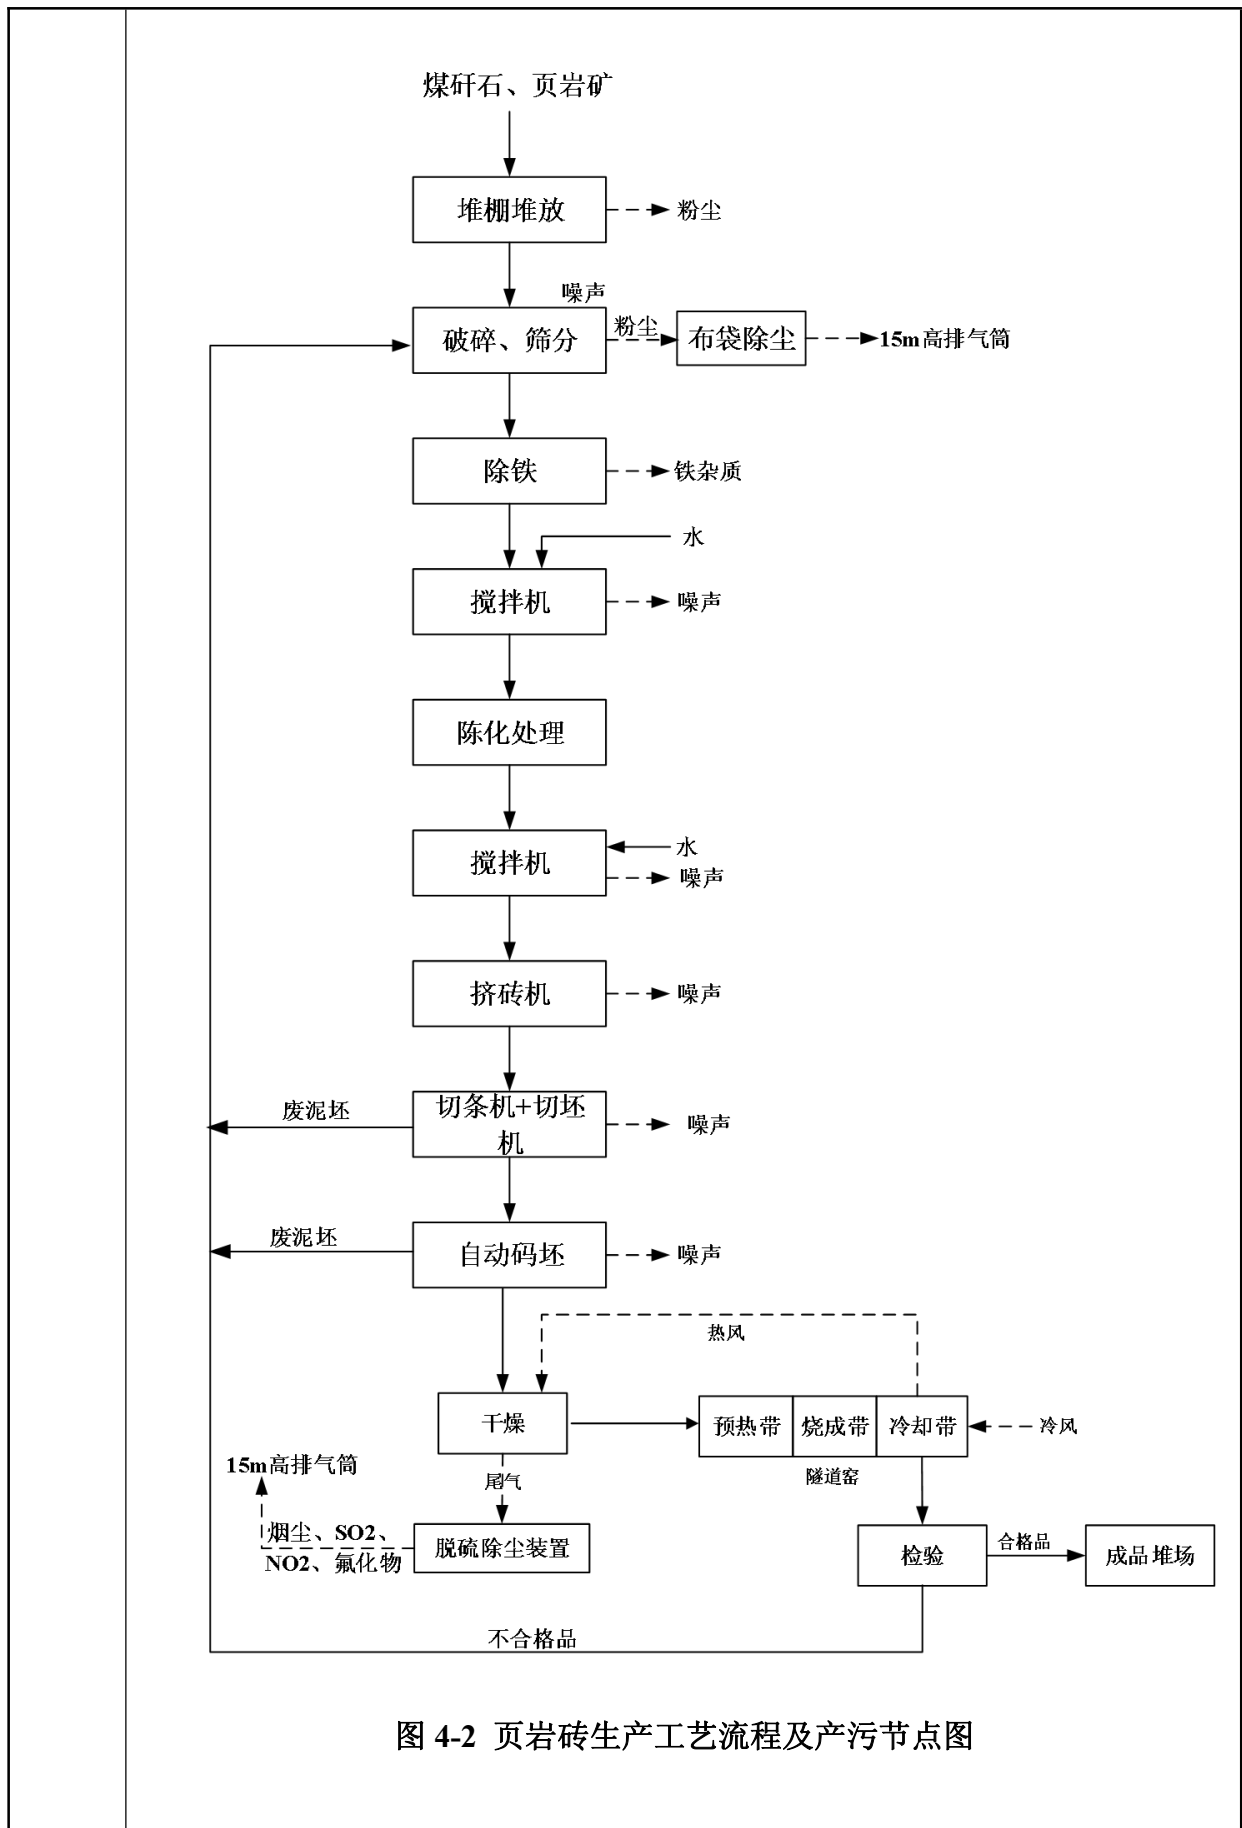 煤矸石、页岩矿
堆棚堆放
粉尘
噪声
破碎、筛分
粉尘
布袋除尘
15m高排气筒
除铁
铁杂质
水
搅拌机
噪声
陈化处理
搅拌机
水
噪声
挤砖机
噪声
废泥坯
切条机+切坯
机
噪声
废泥坯
自动码坯
噪声
热风
干燥
预热带
烧成带
冷却带
冷风
隧道窑
15m高排气筒
尾气
烟尘、SO2、
NO2、氟化物
脱硫除尘装置
检验
合格品
成品堆场
不合格品
图 4-2 页岩砖生产工艺流程及产污节点图